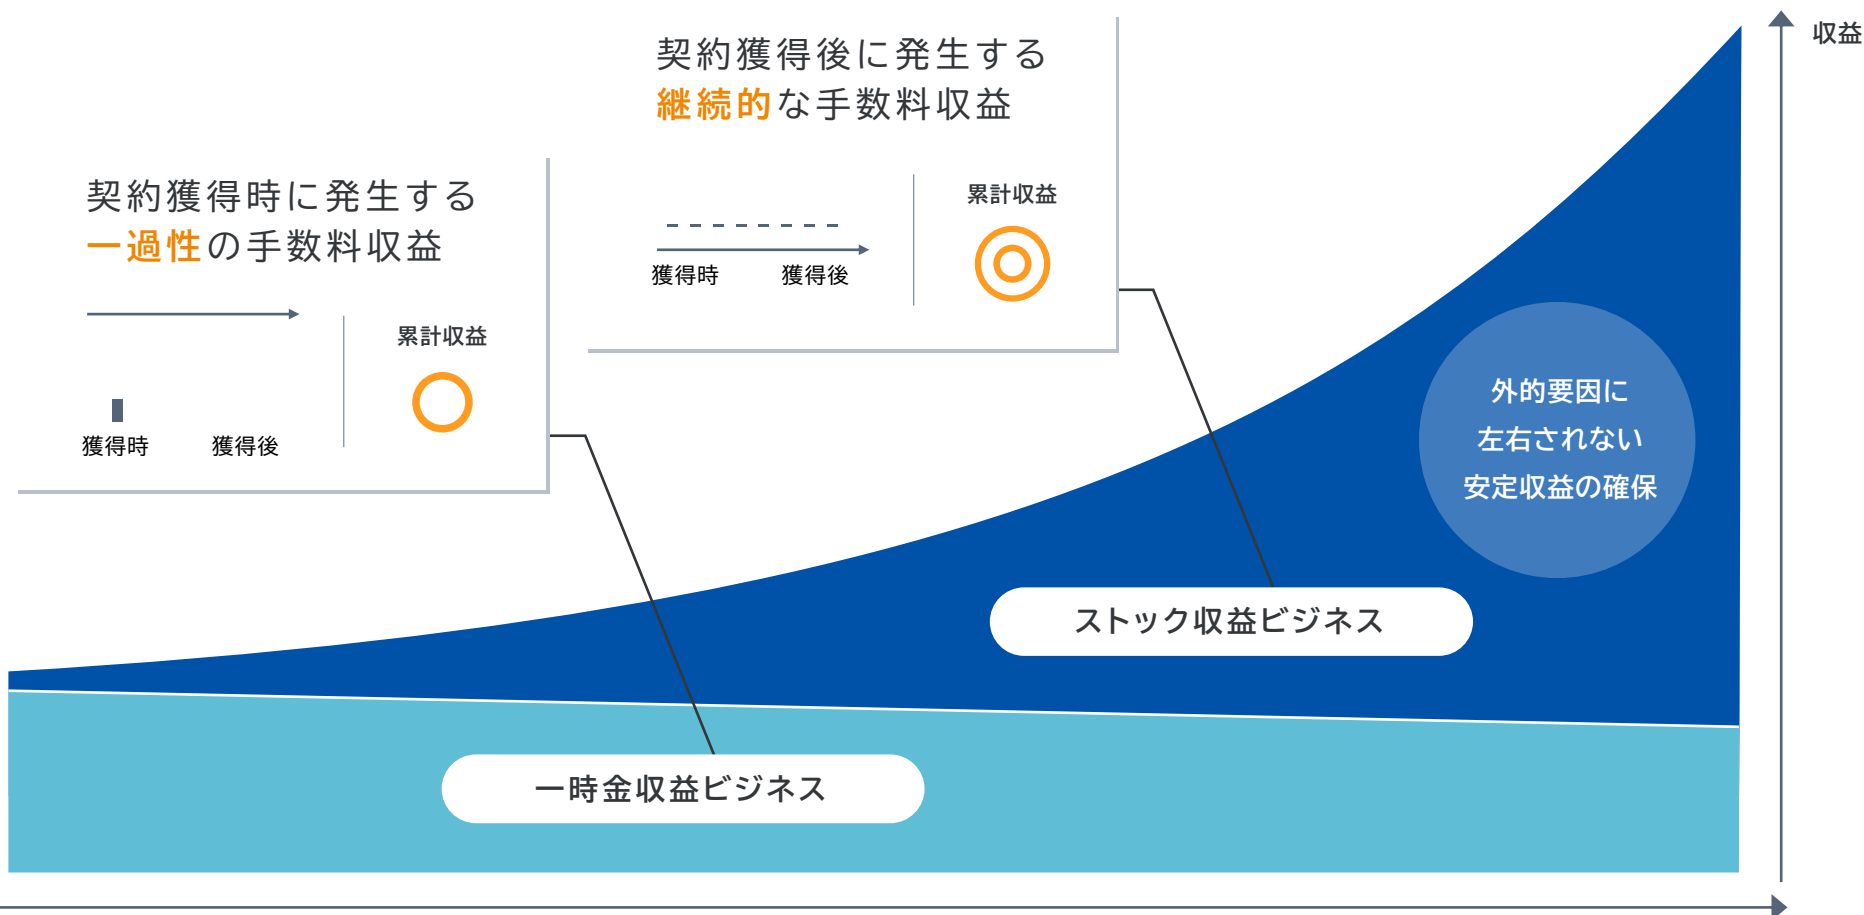 収益
契約獲得後に発生する
継続的な手数料収益
累計収益
獲得時 獲得後
契約獲得時に発生する
一過性の手数料収益
累計収益
獲得時 獲得後
外的要因に
左右されない
安定収益の確保
ストック収益ビジネス
一時金収益ビジネス